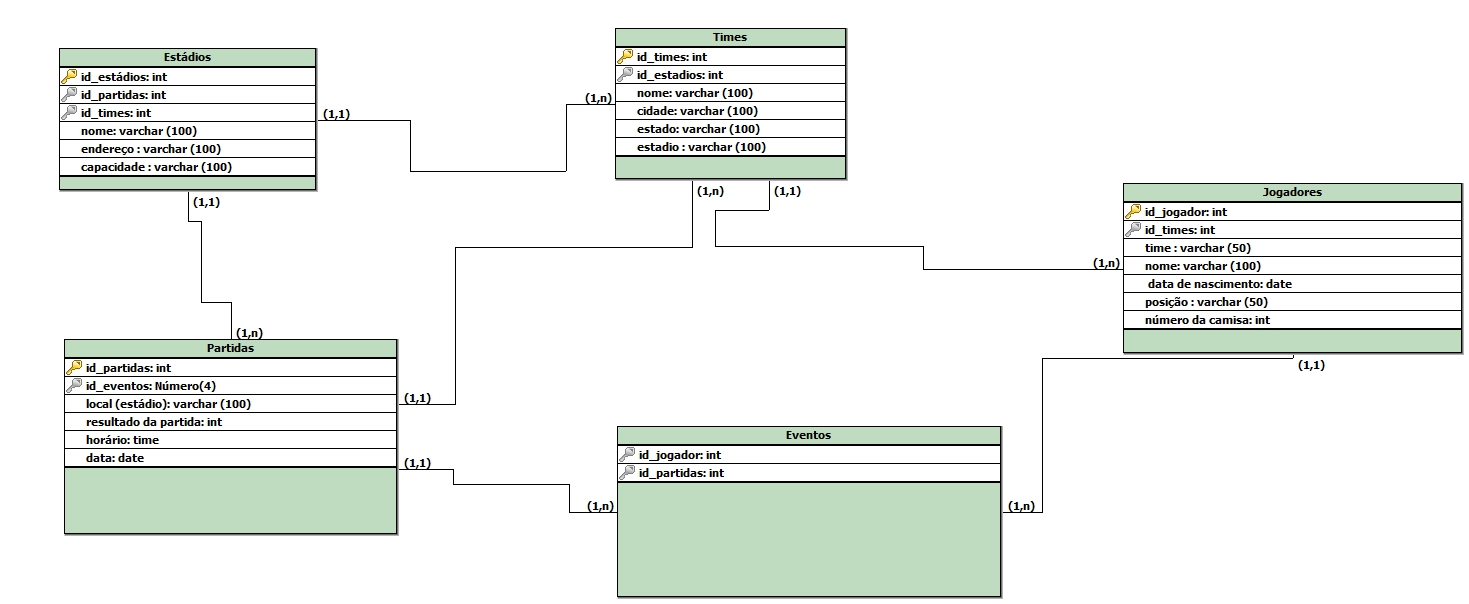 Estádios
id_estádios: int
id_partidas: int
id_times: int
nome: varchar (100)
endereço : varchar (100)
capacidade : varchar (100)
(1,1)
(1,1)
Times
id_times: int
id_estadios: int
nome: varchar (100)
cidade: varchar (100)
estado: varchar (100)
estadio : varchar (100)
(1,n)
(1,n)
(1,1)
Jogadores
id_jogador: int
id_times: int
time : varchar (50)
nome: varchar (100)
data de nascimento: date
posição : varchar (50)
número da camisa: int
(1,n)
(1,1)
(1,n)
Partidas
id_partidas: int
id_eventos: Número(4)
local (estádio): varchar (100)
resultado da partida: int
horário: time
data: date
(1,1)
(1,1)
Eventos
id_jogador: int
id_partidas: int
(1,n)
(1,n)